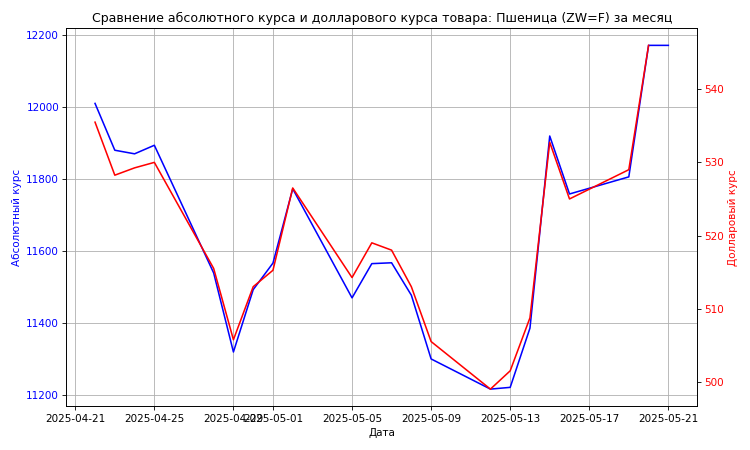 Сравнение абсолютного курса и долларового курса товара: Пшеница (ZW=F) за месяц
12200
12000
11800
11600
11400
11200
Абсолютный курс
540
530
520
510
500
Долларовый курс
2025-04-21 2025-04-25 2025-04-29 2025-05-01 2025-05-05 2025-05-09 2025-05-13 2025-05-17 2025-05-21
Дата